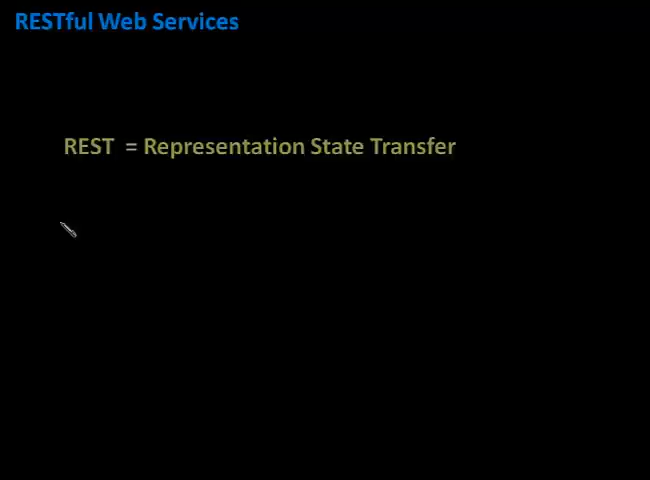 RESTful Web Services
REST = Representation State Transfer